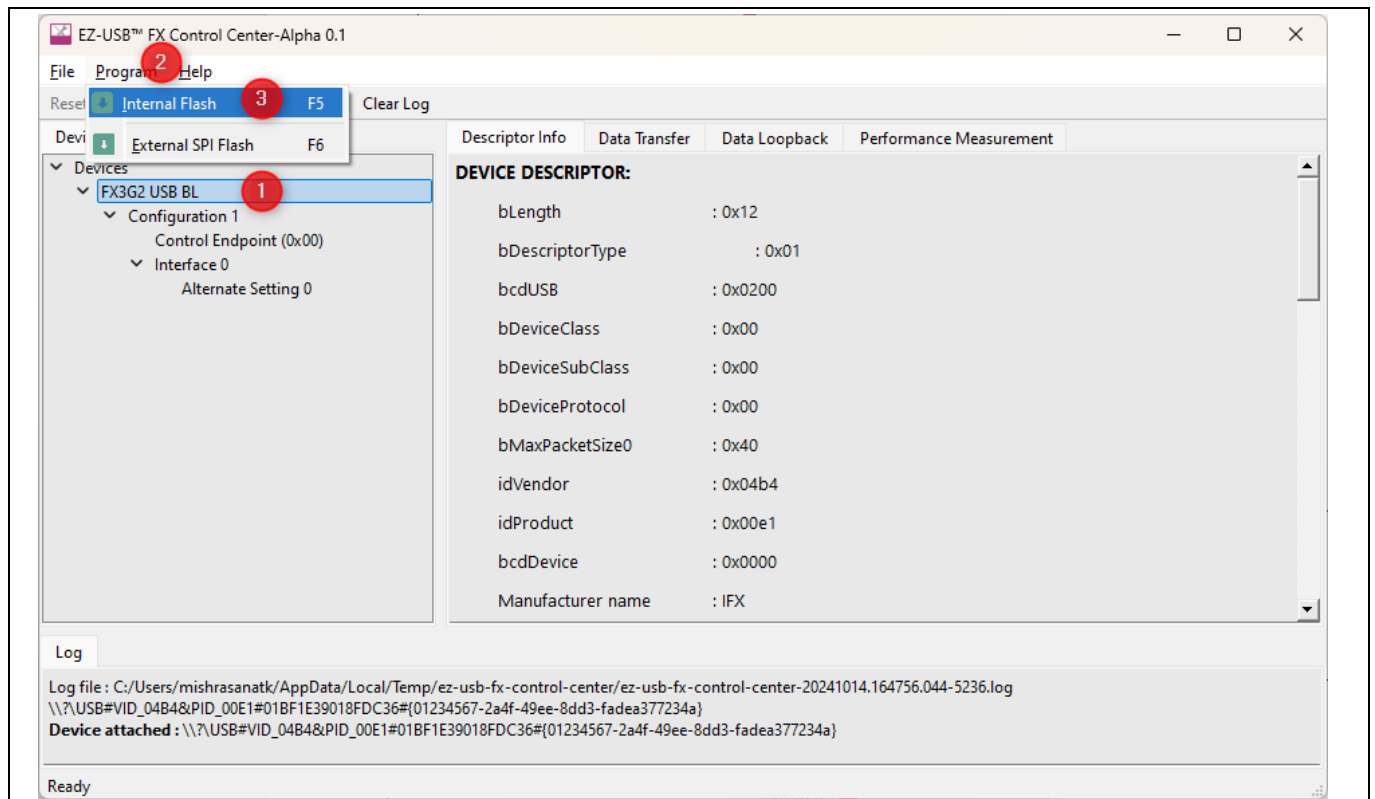 EZ-USB™ FX Control Center-Alpha 0.1
File Program 2 Help
Reset Internal Flash 3 F5 Clear Log
External SPI Flash F6
Descriptor Info Data Transfer Data Loopback Performance Measurement
Devices
FX3G2 USB BL 1
Configuration 1
Control Endpoint (0x00)
Interface 0
Alternate Setting 0
DEVICE DESCRIPTOR:
bLength : 0x12
bDescriptorType : 0x01
bcdUSB : 0x0200
bDeviceClass : 0x00
bDeviceSubClass : 0x00
bDeviceProtocol : 0x00
bMaxPacketSize0 : 0x40
idVendor : 0x04b4
idProduct : 0x00e1
bcdDevice : 0x0000
Manufacturer name : IFX
Log
Log file : C:/Users/mishrasanatk/AppData/Local/Temp/ez-usb-fx-control-center/ez-usb-fx-control-center-20241014.164756.044-5236.log
\\?\USB#VID_04B4&PID_00E1#01BF1E39018FDC36#{01234567-2a4f-49ee-8dd3-fadea377234a}
Device attached : \\?\USB#VID_04B4&PID_00E1#01BF1E39018FDC36#{01234567-2a4f-49ee-8dd3-fadea377234a}
Ready